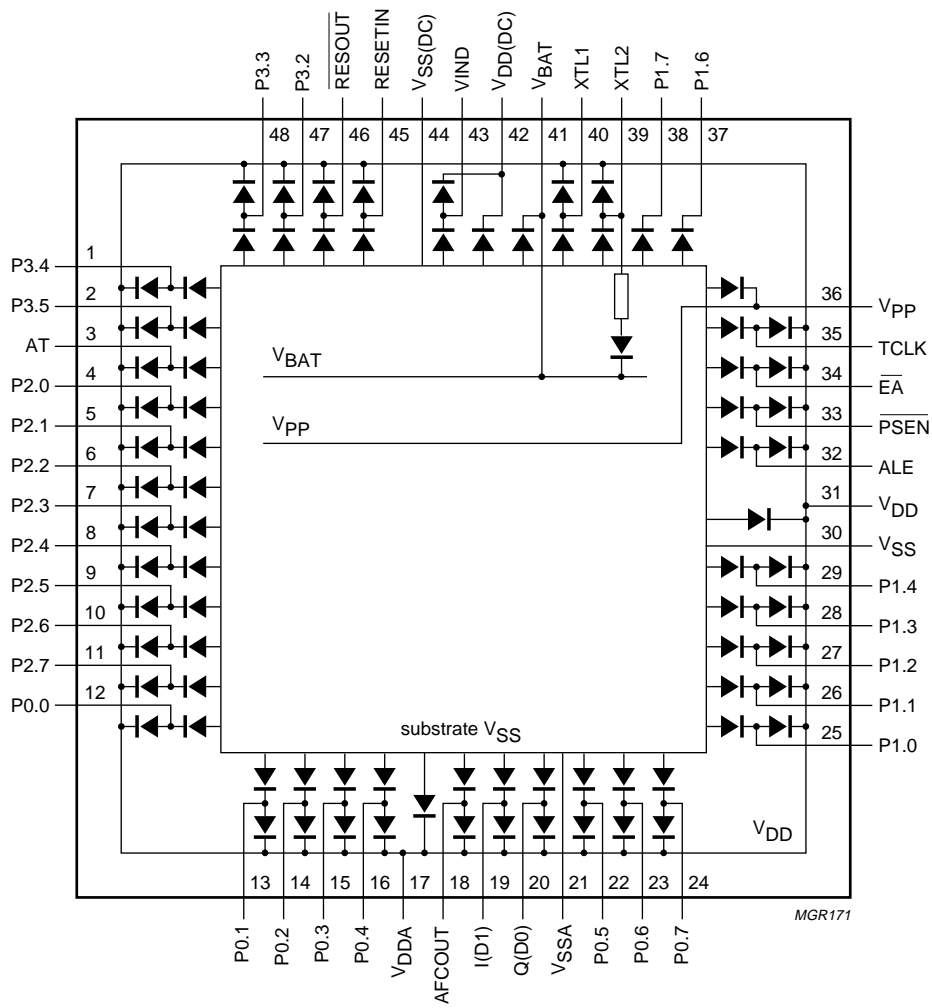 P3.3
P3.2
RESOUT
RESETIN
VSS(DC)
VIND
VDD(DC)
VBAT
XTL1
XTL2
P1.7
P1.6
48 47 46 45 44 43 42 41 40 39 38 37
P3.4 1
P3.5 2
AT 3
P2.0 4
P2.1 5
P2.2 6
P2.3 7
P2.4 8
P2.5 9
P2.6 10
P2.7 11
P0.0 12
VBAT
VPP
substrate VSS
VDD
36 VPP
35 TCLK
34 EA
33 PSEN
32 ALE
31 VDD
30 VSS
29 P1.4
28 P1.3
27 P1.2
26 P1.1
25 P1.0
13 14 15 16 17 18 19 20 21 22 23 24
P0.1
P0.2
P0.3
P0.4
VDDA
AFCOUT
I(D1)
Q(D0)
VSSA
P0.5
P0.6
P0.7
MGR171